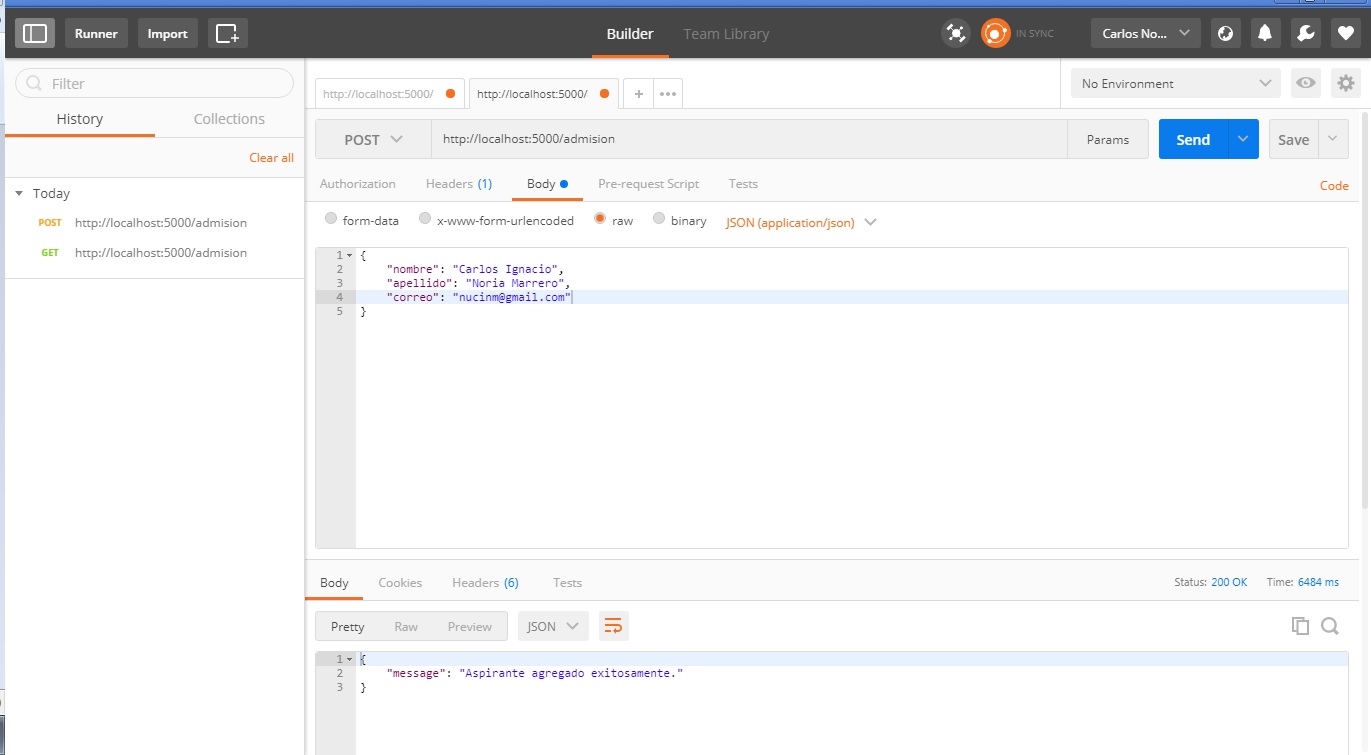 Runner Import Builder Team Library IN SYNC Carlos No...
Filter
History Collections
Clear all
Today
POST http://localhost:5000/admision
GET http://localhost:5000/admision
http://localhost:5000/ http://localhost:5000/ + ••• No Environment
POST http://localhost:5000/admision Params Send Save
Authorization Headers (1) Body Pre-request Script Tests Code
form-data x-www-form-urlencoded raw binary JSON (application/json)
1 {
2 "nombre": "Carlos Ignacio",
3 "apellido": "Noria Marrero",
4 "correo": "nucinm@gmail.com"
5 }
Body Cookies Headers (6) Tests Status: 200 OK Time: 6484 ms
Pretty Raw Preview JSON
1 {
2 "message": "Aspirante agregado exitosamente."
3 }